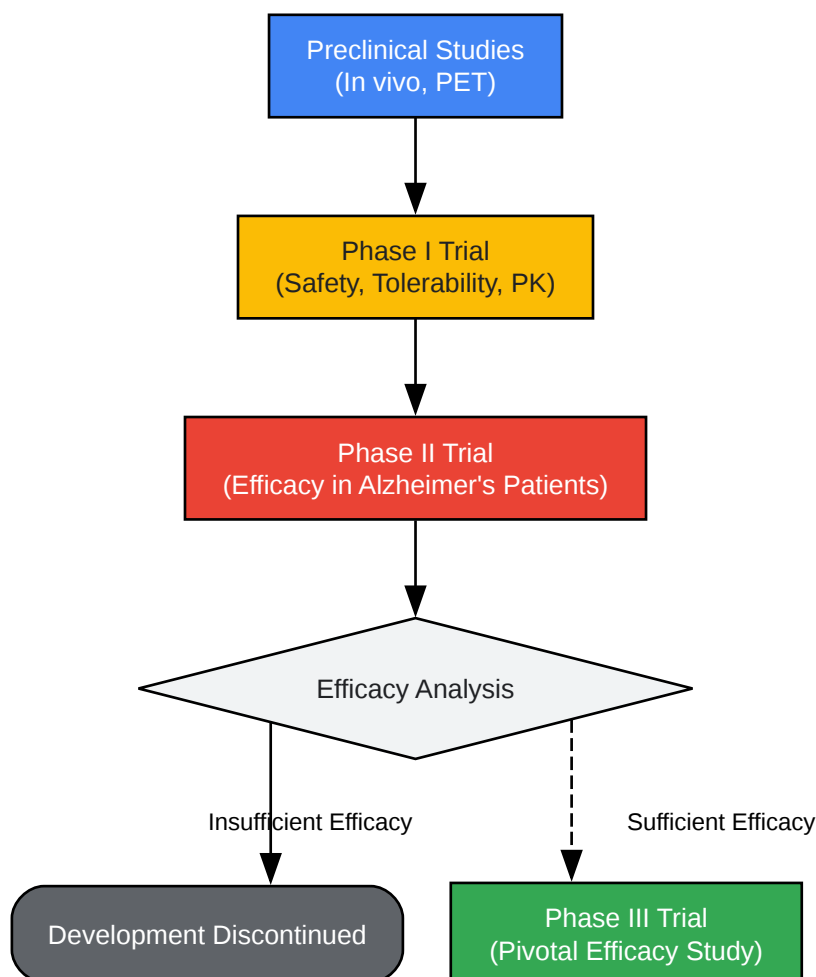 Preclinical Studies
(In vivo, PET)
Phase I Trial
(Safety, Tolerability, PK)
Phase II Trial
(Efficacy in Alzheimer's Patients)
Efficacy Analysis
Insufficient Efficacy
Sufficient Efficacy
Development Discontinued
Phase III Trial
(Pivotal Efficacy Study)